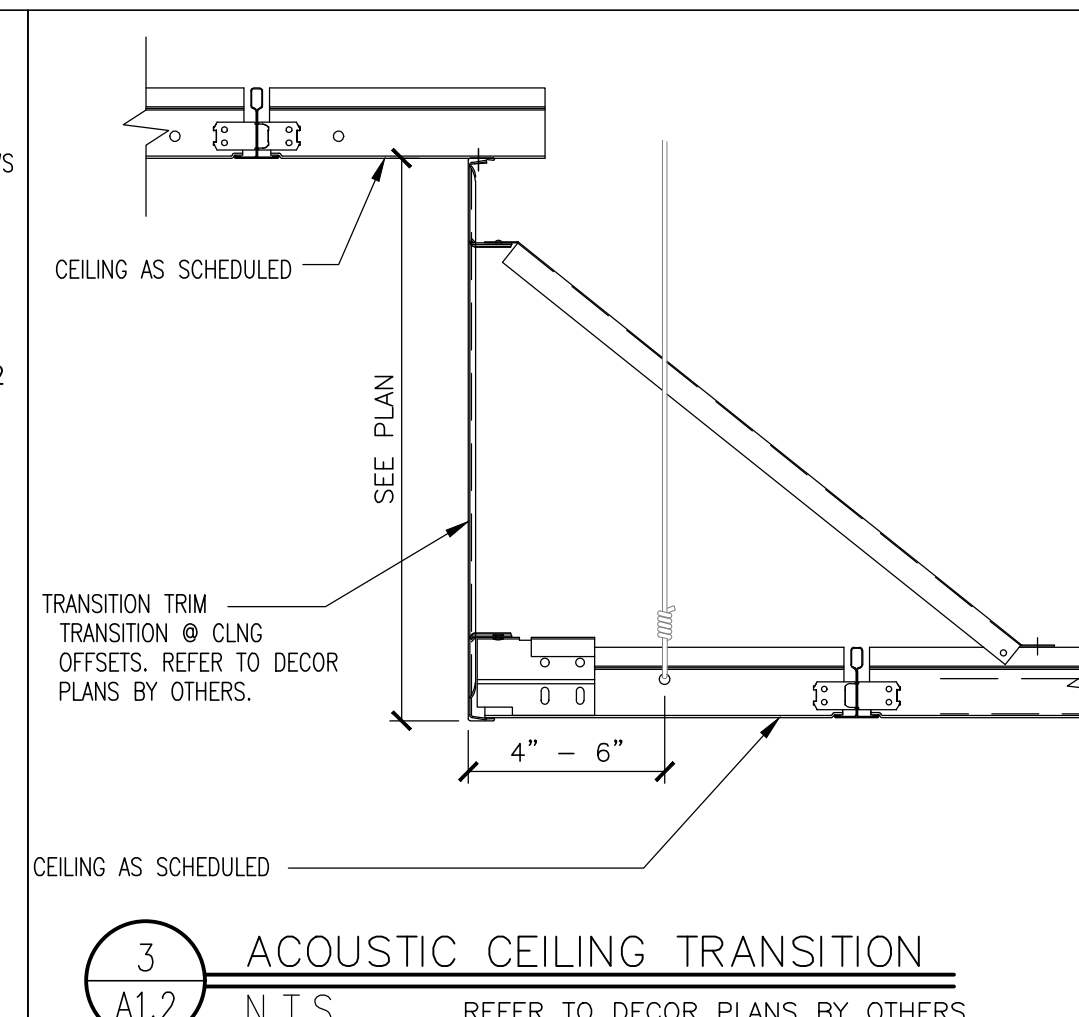 CEILING AS SCHEDULED
SEE PLAN
TRANSITION TRIM
TRANSITION @ CLNG
OFFSETS. REFER TO DECOR
PLANS BY OTHERS.
4" – 6"
CEILING AS SCHEDULED
3
A1.2
ACOUSTIC CEILING TRANSITION
N.T.S.
REFER TO DECOR PLANS BY OTHERS